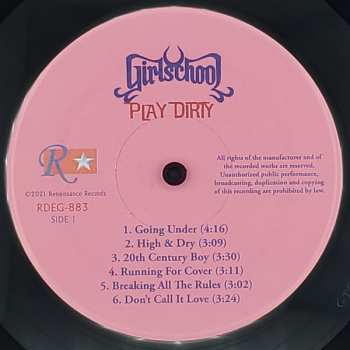 Girlschool
PLAY DIRTY
R
©2021 Renaissance Records
RDEG-883
SIDE 1
All rights of the manufacturer and of
the recorded works are reserved.
Unauthorized public performance,
broadcasting, duplication and copying
of this recording are prohibited by law.
1. Going Under (4:16)
2. High & Dry (3:09)
3. 20th Century Boy (3:30)
4. Running For Cover (3:11)
5. Breaking All The Rules (3:02)
6. Don't Call It Love (3:24)